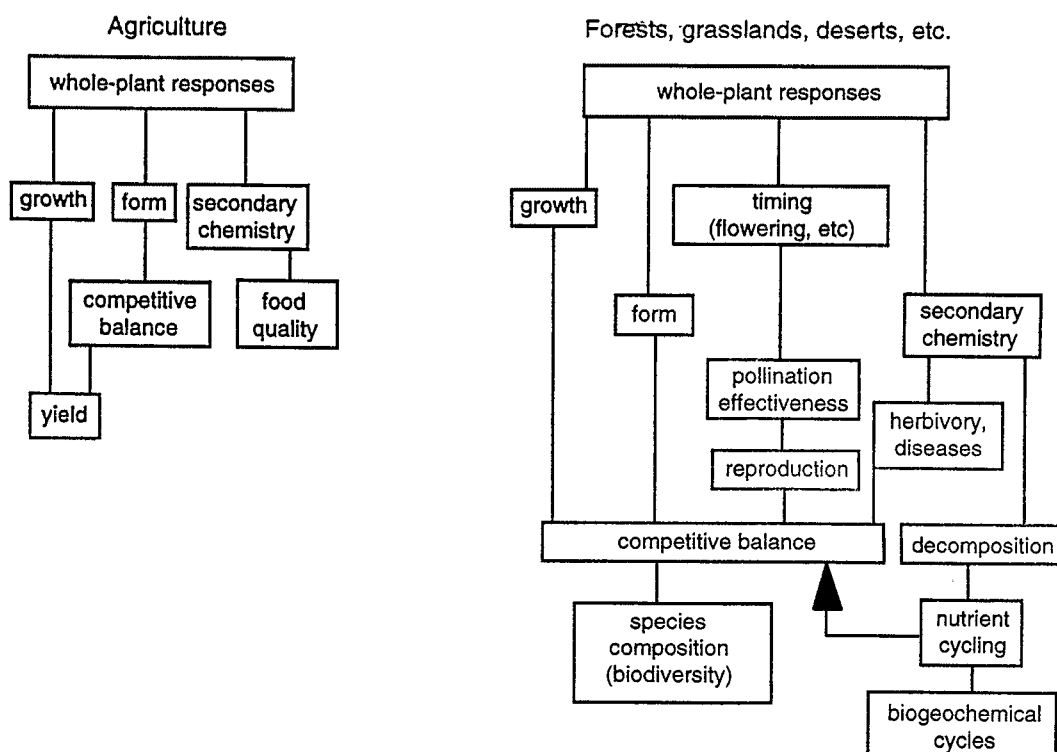 Agriculture
whole-plant responses
growth
form
secondary
chemistry
competitive
balance
food
quality
yield
Forests, grasslands, deserts, etc.
whole-plant responses
growth
timing
(flowering, etc)
form
secondary
chemistry
pollination
effectiveness
herbivory,
diseases
reproduction
competitive balance
decomposition
species
composition
(biodiversity)
nutrient
cycling
biogeochemical
cycles